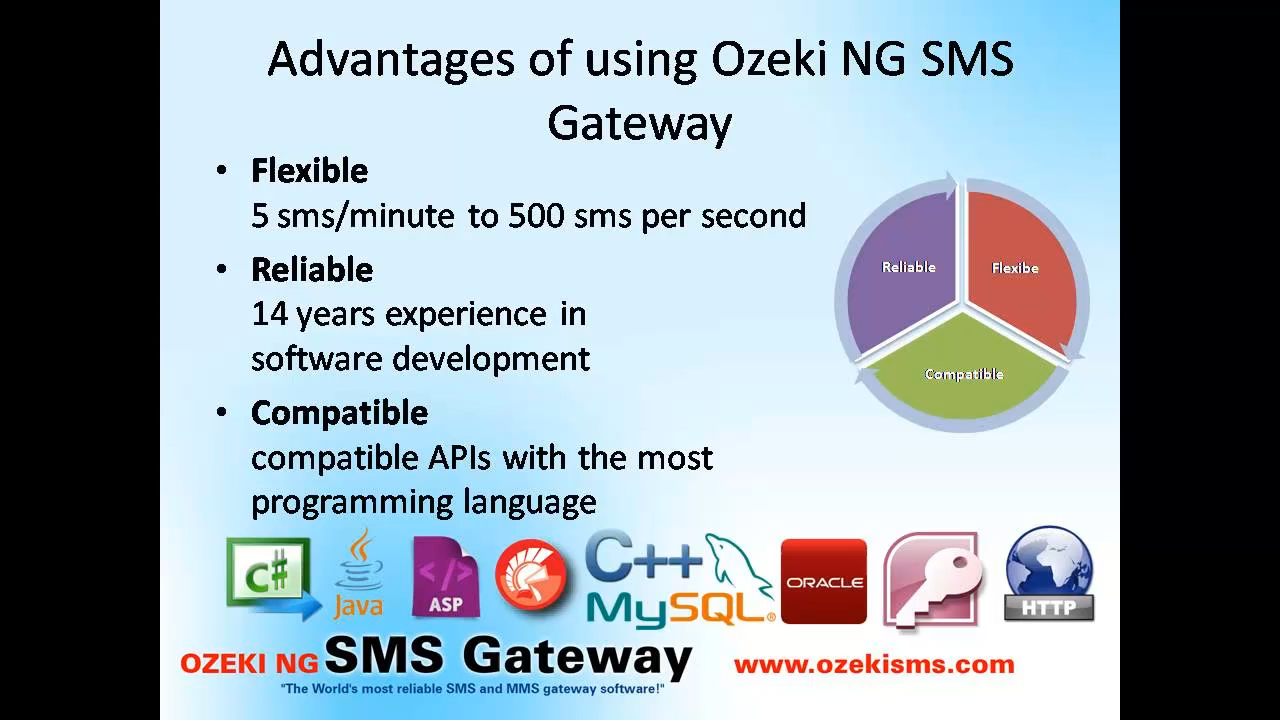 Advantages of using Ozeki NG SMS
Gateway
• Flexible
5 sms/minute to 500 sms per second
• Reliable
14 years experience in
software development
• Compatible
compatible APIs with the most
programming language
Reliable
Flexibe
Compatible
C#
Java
</>
ASP
C++
MySQL®
ORACLE
HTTP
OZEKI NG SMS Gateway
"The World's most reliable SMS and MMS gateway software!"
www.ozekisms.com